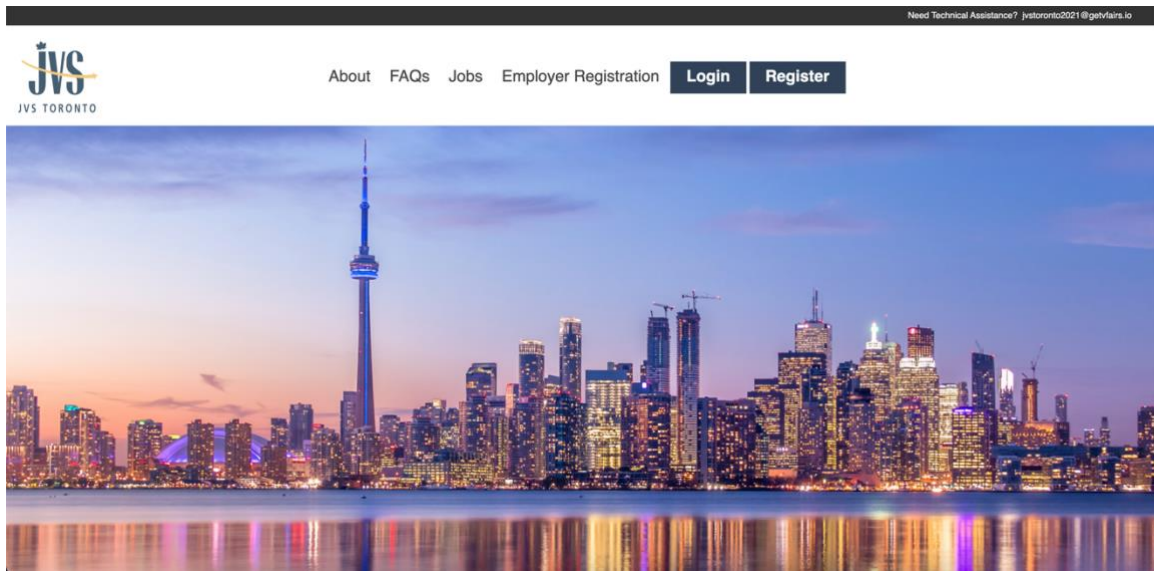 Need Technical Assistance? jvstoronto2021@getvfairs.io
jvs
JVS TORONTO
About FAQs Jobs Employer Registration Login Register